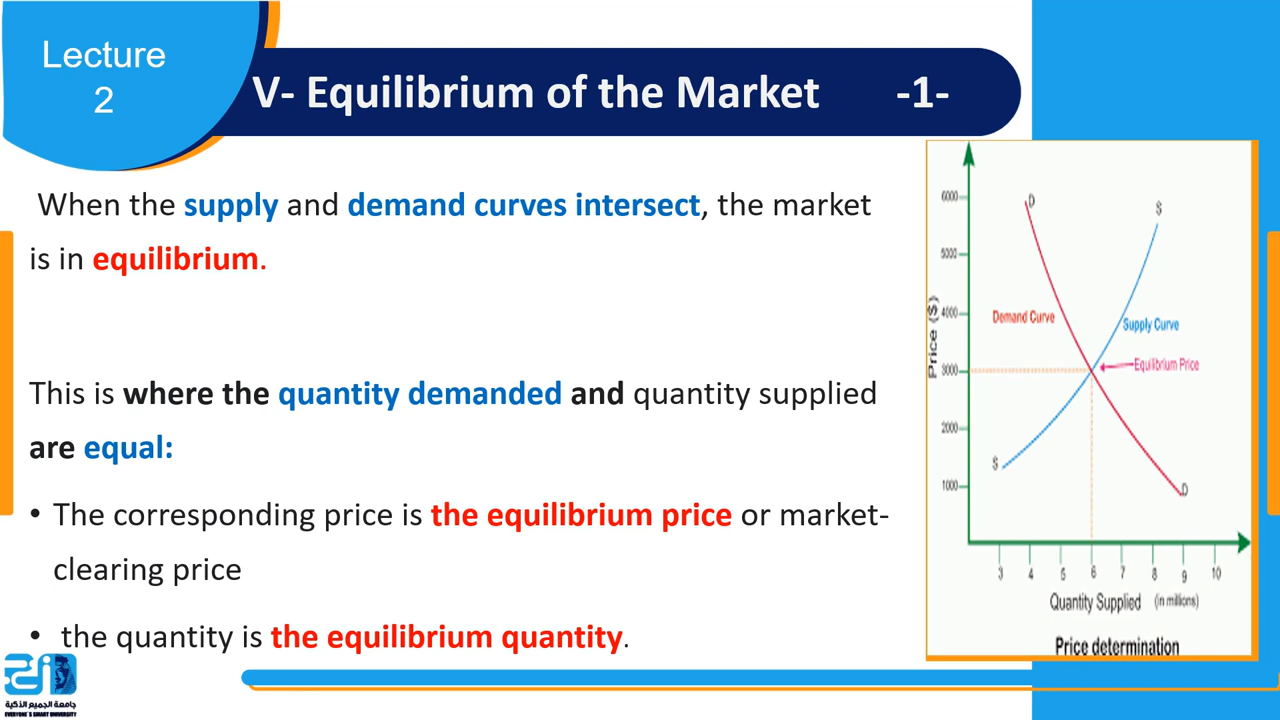 Lecture
2
V- Equilibrium of the Market -1-
When the supply and demand curves intersect, the market
is in equilibrium.
This is where the quantity demanded and quantity supplied
are equal:
• The corresponding price is the equilibrium price or market-
clearing price
• the quantity is the equilibrium quantity.
Price ($)
6000
5000
4000
3000
2000
1000
D
S
Demand Curve
Supply Curve
Equilibrium Price
S
D
3 4 5 6 7 8 9 10
Quantity Supplied (in millions)
Price determination
جامعة الجميع الذكية
EVERYONE'S SMART UNIVERSITY